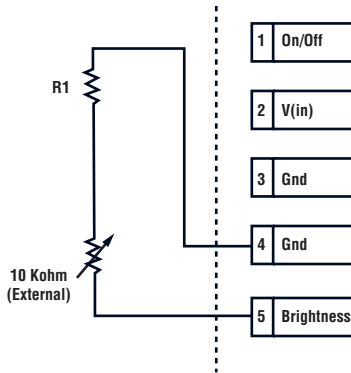 1 On/Off
R1
2 V(in)
3 Gnd
4 Gnd
10 Kohm
(External)
5 Brightness